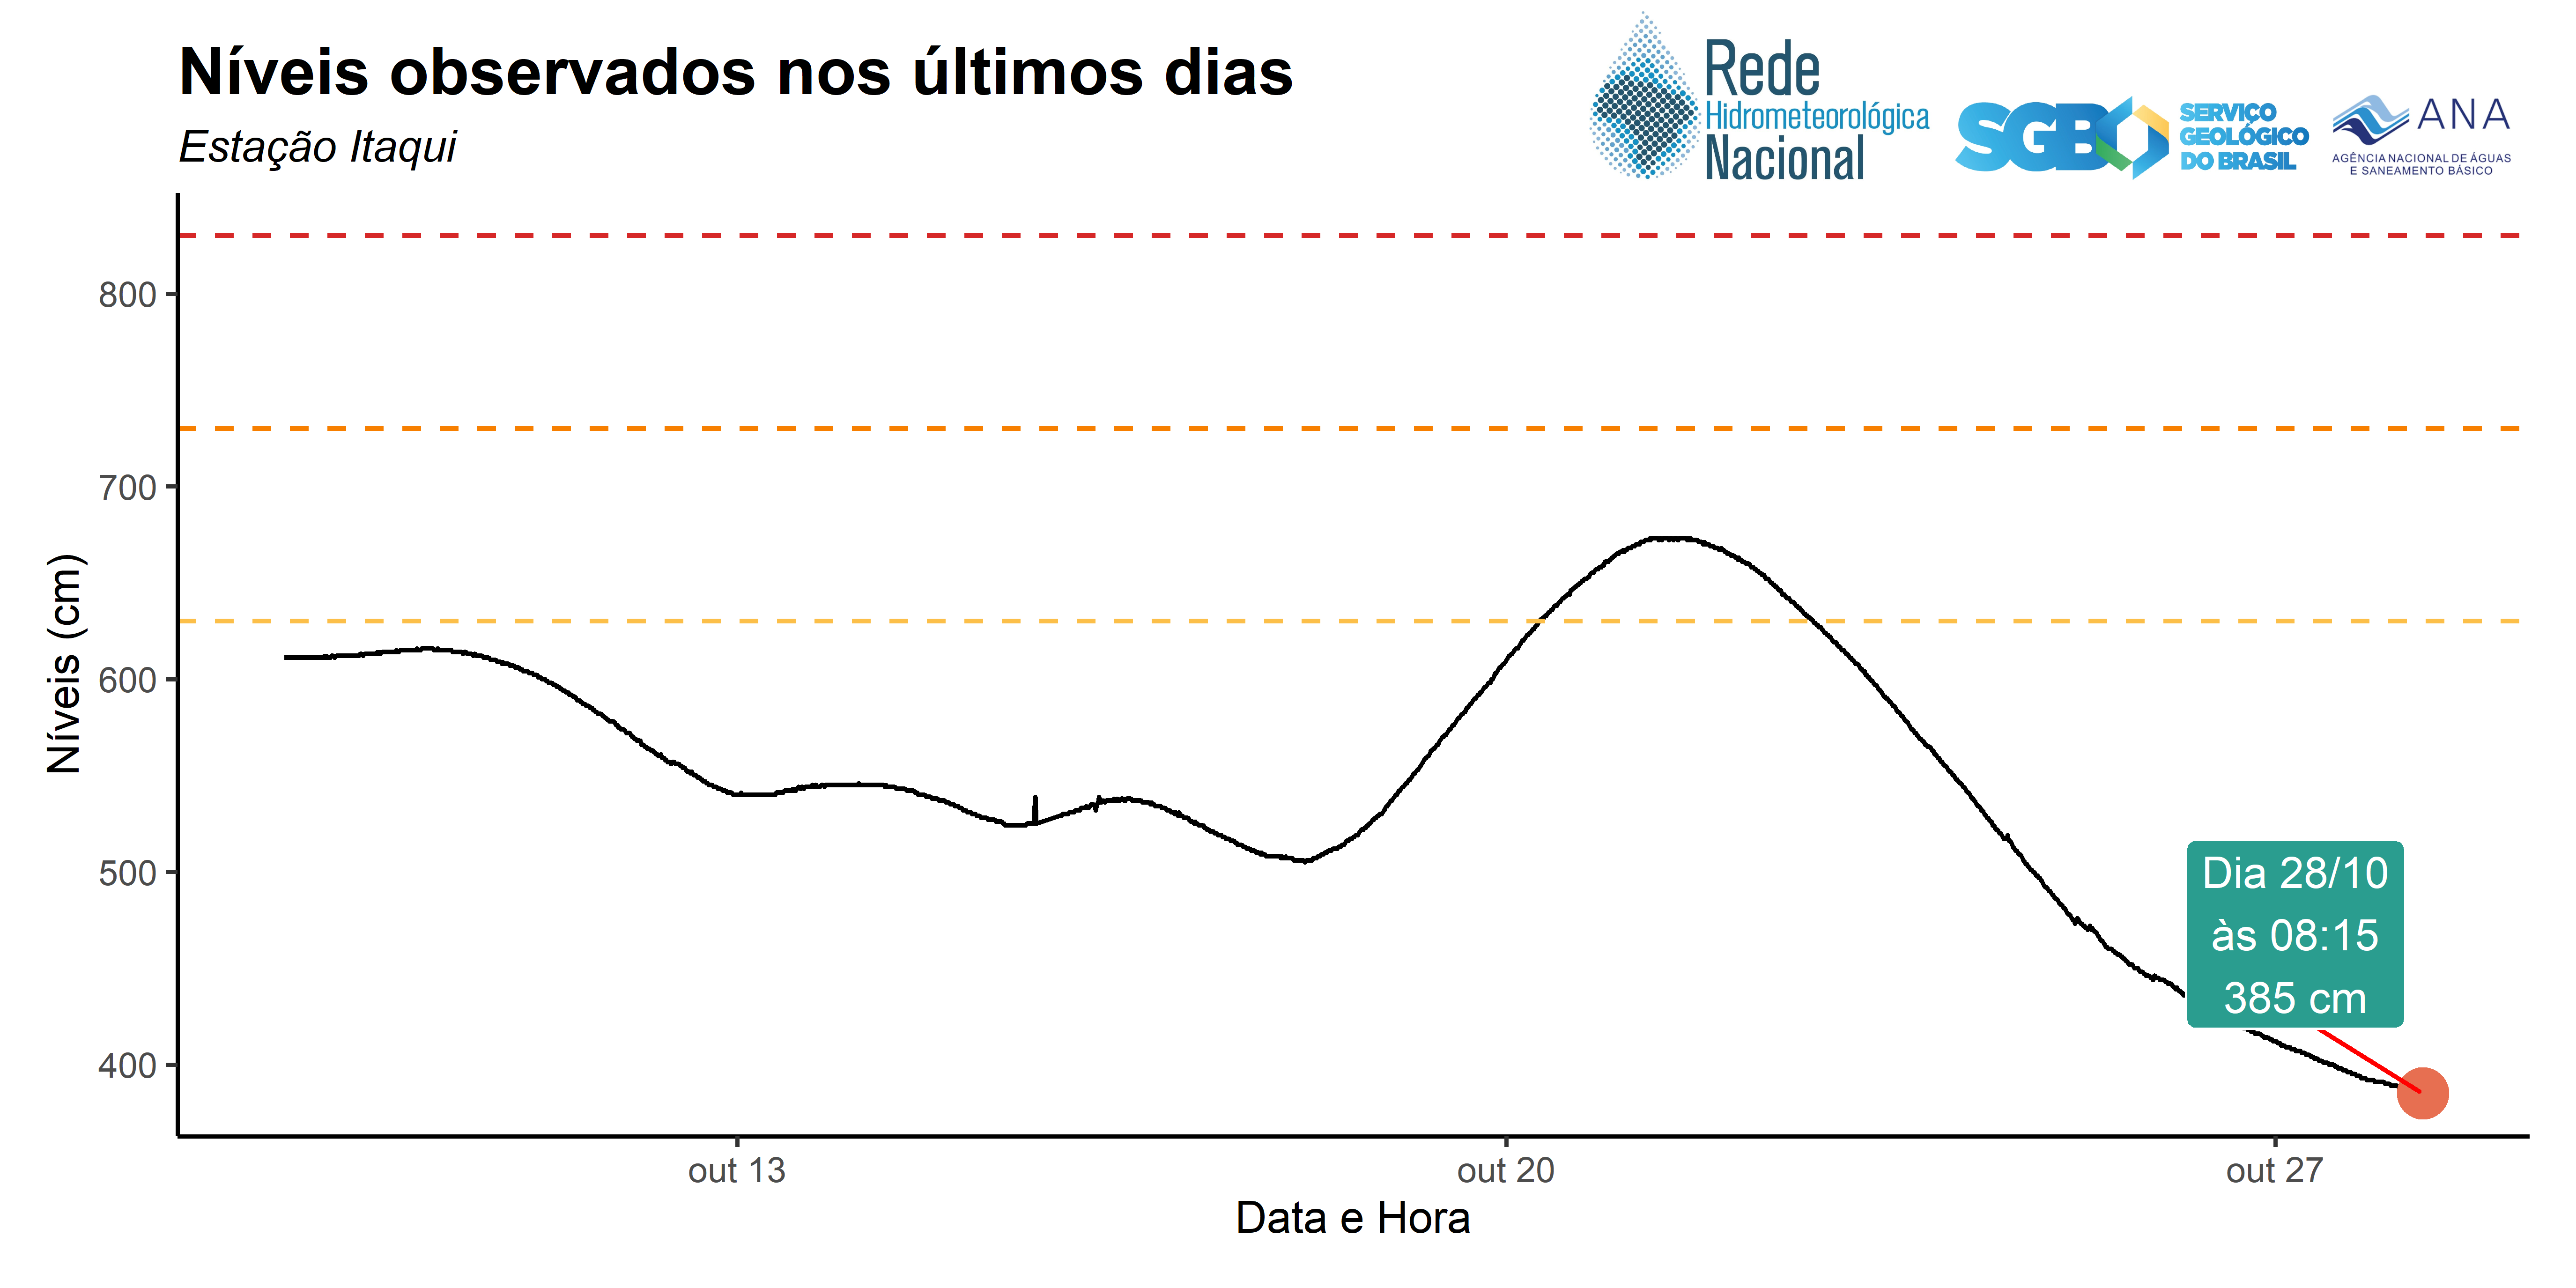 Níveis observados nos últimos dias
Estação Itaqui
Rede
Hidrometeorológica
Nacional
SGB
SERVIÇO
GEOLÓGICO
DO BRASIL
ANA
AGÊNCIA NACIONAL DE ÁGUAS
E SANEAMENTO BÁSICO
Níveis (cm)
800
700
600
500
400
Dia 28/10
às 08:15
385 cm
out 13
out 20
out 27
Data e Hora